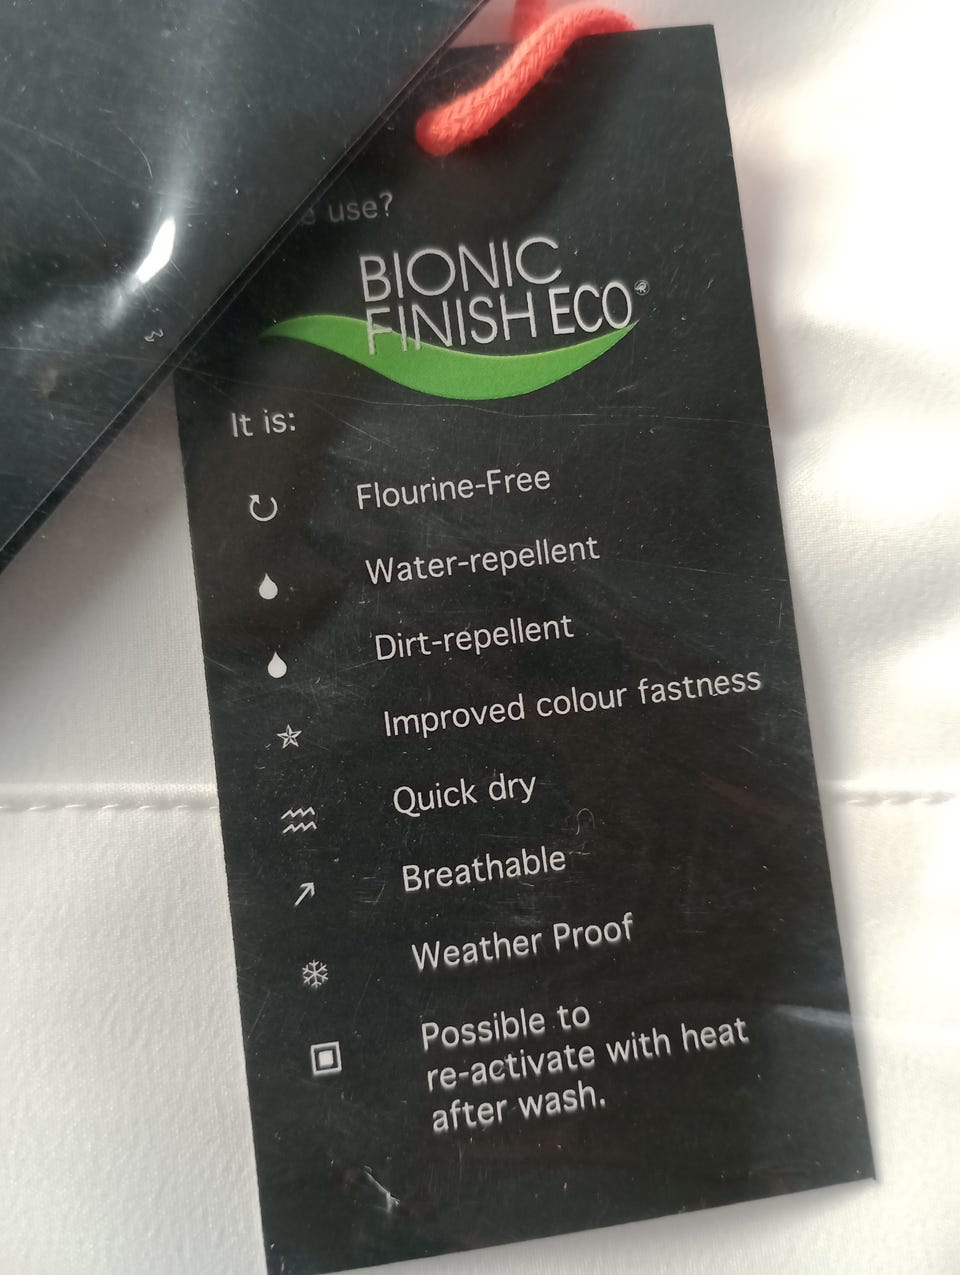 use?
BIONIC
FINISH ECO®
It is:
Flourine-Free
Water-repellent
Dirt-repellent
Improved colour fastness
Quick dry
Breathable
Weather Proof
Possible to
re-activate with heat
after wash.